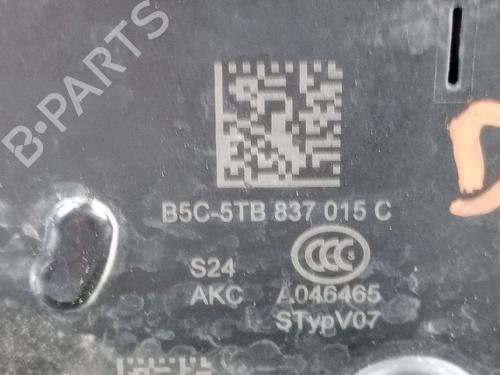 B-PARTS
B5C-5TB 837 015 C
S24
AKC A046465
STypV07